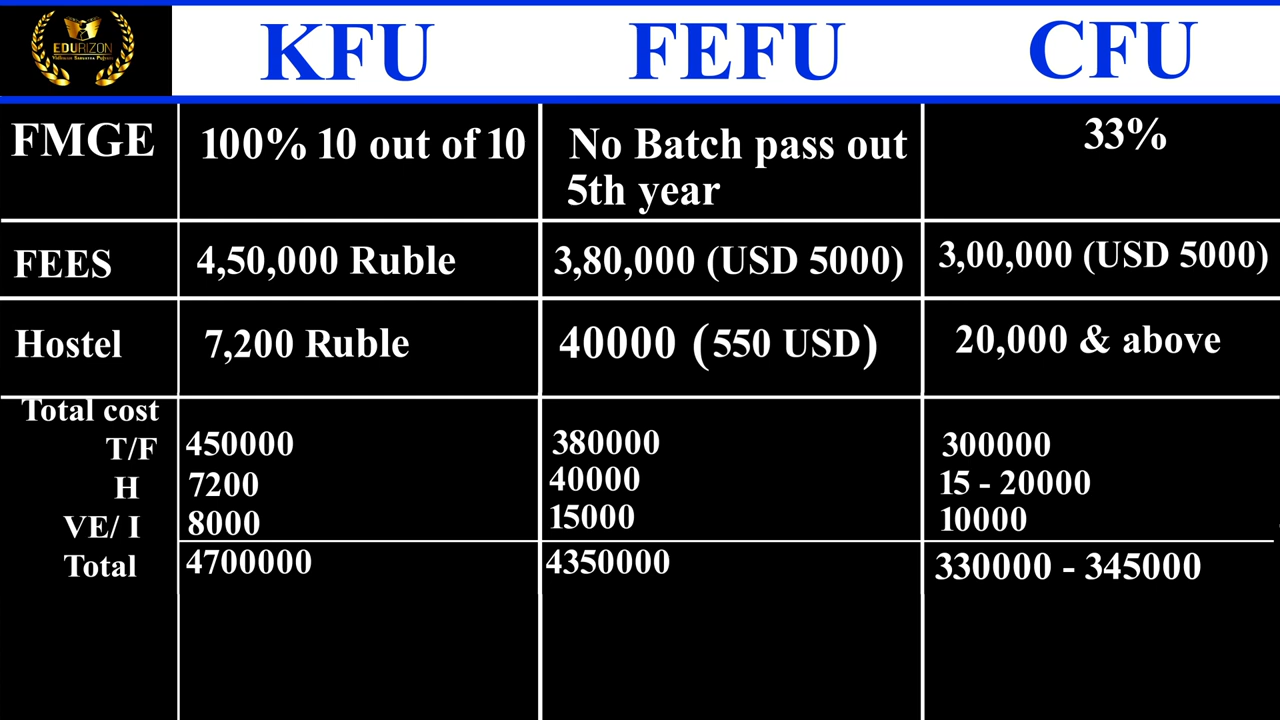 EDURIZON
KFU FEFU CFU
FMGE 100% 10 out of 10 No Batch pass out 33%
5th year
FEES 4,50,000 Ruble 3,80,000 (USD 5000) 3,00,000 (USD 5000)
Hostel 7,200 Ruble 40000 (550 USD) 20,000 & above
Total cost
T/F 450000 380000 300000
H 7200 40000 15 - 20000
VE/ I 8000 15000 10000
Total 4700000 4350000 330000 - 345000